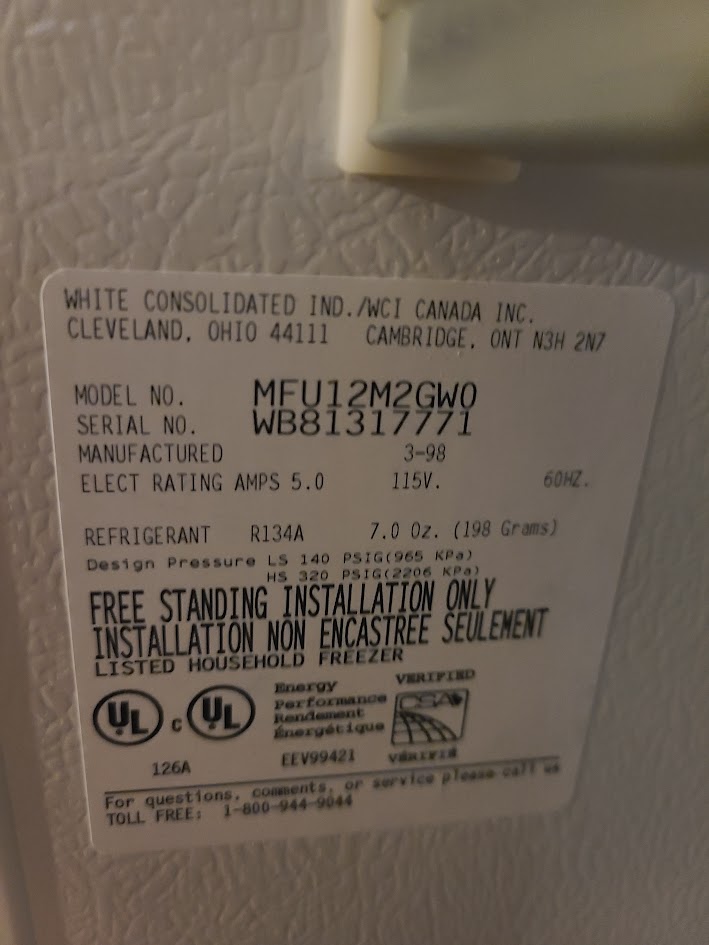 WHITE CONSOLIDATED IND./WCI CANADA INC.
CLEVELAND, OHIO 44111 CAMBRIDGE, ONT N3H 2N7
MODEL NO. MFU12M2GW0
SERIAL NO. WB81317771
MANUFACTURED 3-98
ELECT RATING AMPS 5.0 115V. 60HZ.
REFRIGERANT R134A 7.0 Oz. (198 Grams)
Design Pressure LS 140 PSIG(965 KPa)
HS 320 PSIG(2206 KPa)
FREE STANDING INSTALLATION ONLY
INSTALLATION NON ENCASTREE SEULEMENT
LISTED HOUSEHOLD FREEZER
UL c UL
Energy
Performance
Rendement
Énergétique
VERIFIED
CSA
VÉRIFIÉ
126A
EEV99421
For questions, comments, or service please call us
TOLL FREE: 1-800-944-9044